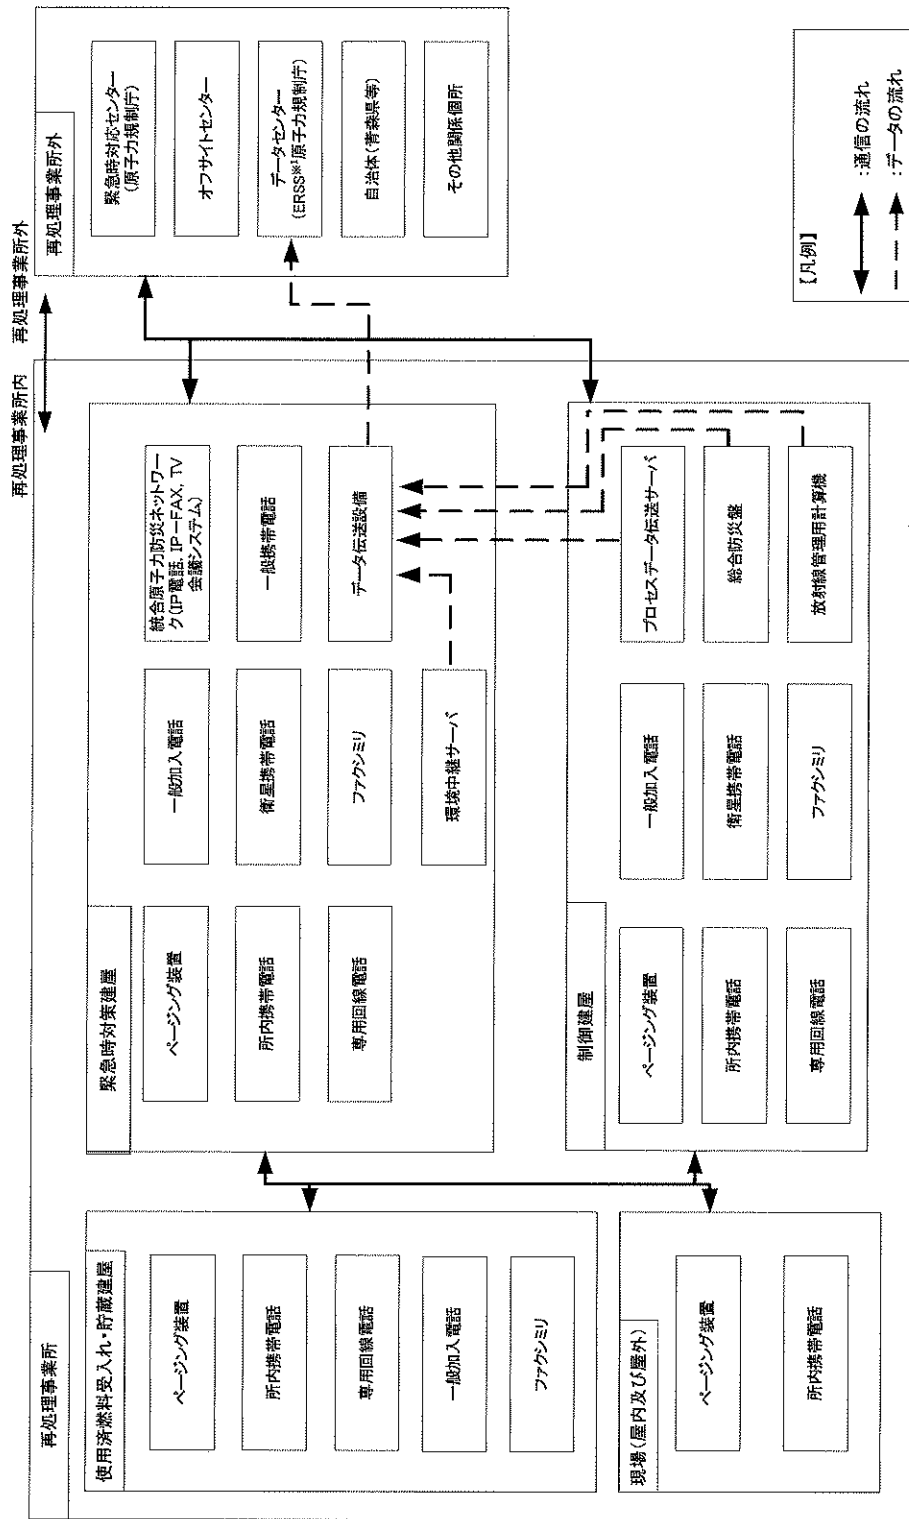 再処理事業所内
再処理事業所外
再処理事業所
使用済燃料受入れ・貯蔵建屋
ページング装置
所内携帯電話
専用回線電話
一般加入電話
ファクシミリ
現場(屋内及び屋外)
ページング装置
所内携帯電話
緊急時対策建屋
ページング装置
一般加入電話
統合原子力防災ネットワー
ク(IP電話, IP-FAX, TV
会議システム)
所内携帯電話
衛星携帯電話
一般携帯電話
専用回線電話
ファクシミリ
データ伝送設備
環境中継サーバ
制御建屋
ページング装置
一般加入電話
プロセスデータ伝送サーバ
所内携帯電話
衛星携帯電話
総合防災盤
専用回線電話
ファクシミリ
放射線管理用計算機
再処理事業所外
緊急時対応センター
(原子力規制庁)
オフサイトセンター
データセンター
(ERSS※1原子力規制庁)
自治体(青森県等)
その他関係個所
【凡例】
:通信の流れ
:データの流れ